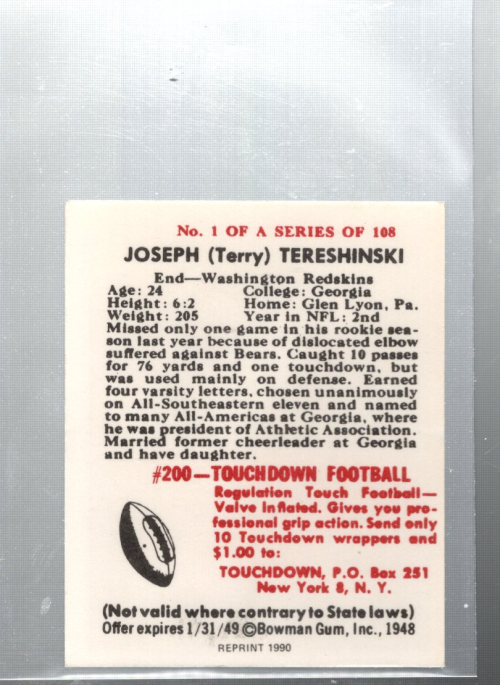 No. 1 OF A SERIES OF 108
JOSEPH (Terry) TERESHINSKI
End—Washington Redskins
Age: 24 College: Georgia
Height: 6:2 Home: Glen Lyon, Pa.
Weight: 205 Year in NFL: 2nd
Missed only one game in his rookie sea-
son last year because of dislocated elbow
suffered against Bears. Caught 10 passes
for 76 yards and one touchdown, but
was used mainly on defense. Earned
four varsity letters, chosen unanimously
on All-Southeastern eleven and named
to many All-Americas at Georgia, where
he was president of Athletic Association.
Married former cheerleader at Georgia
and have daughter.
#200—TOUCHDOWN FOOTBALL
Regulation Touch Football—
Valve Inflated. Gives you pro-
fessional grip action. Send only
10 Touchdown wrappers and
$1.00 to:
TOUCHDOWN, P.O. Box 251
New York 8, N. Y.
(Not valid where contrary to State laws)
Offer expires 1/31/49 ©Bowman Gum, Inc., 1948
REPRINT 1990